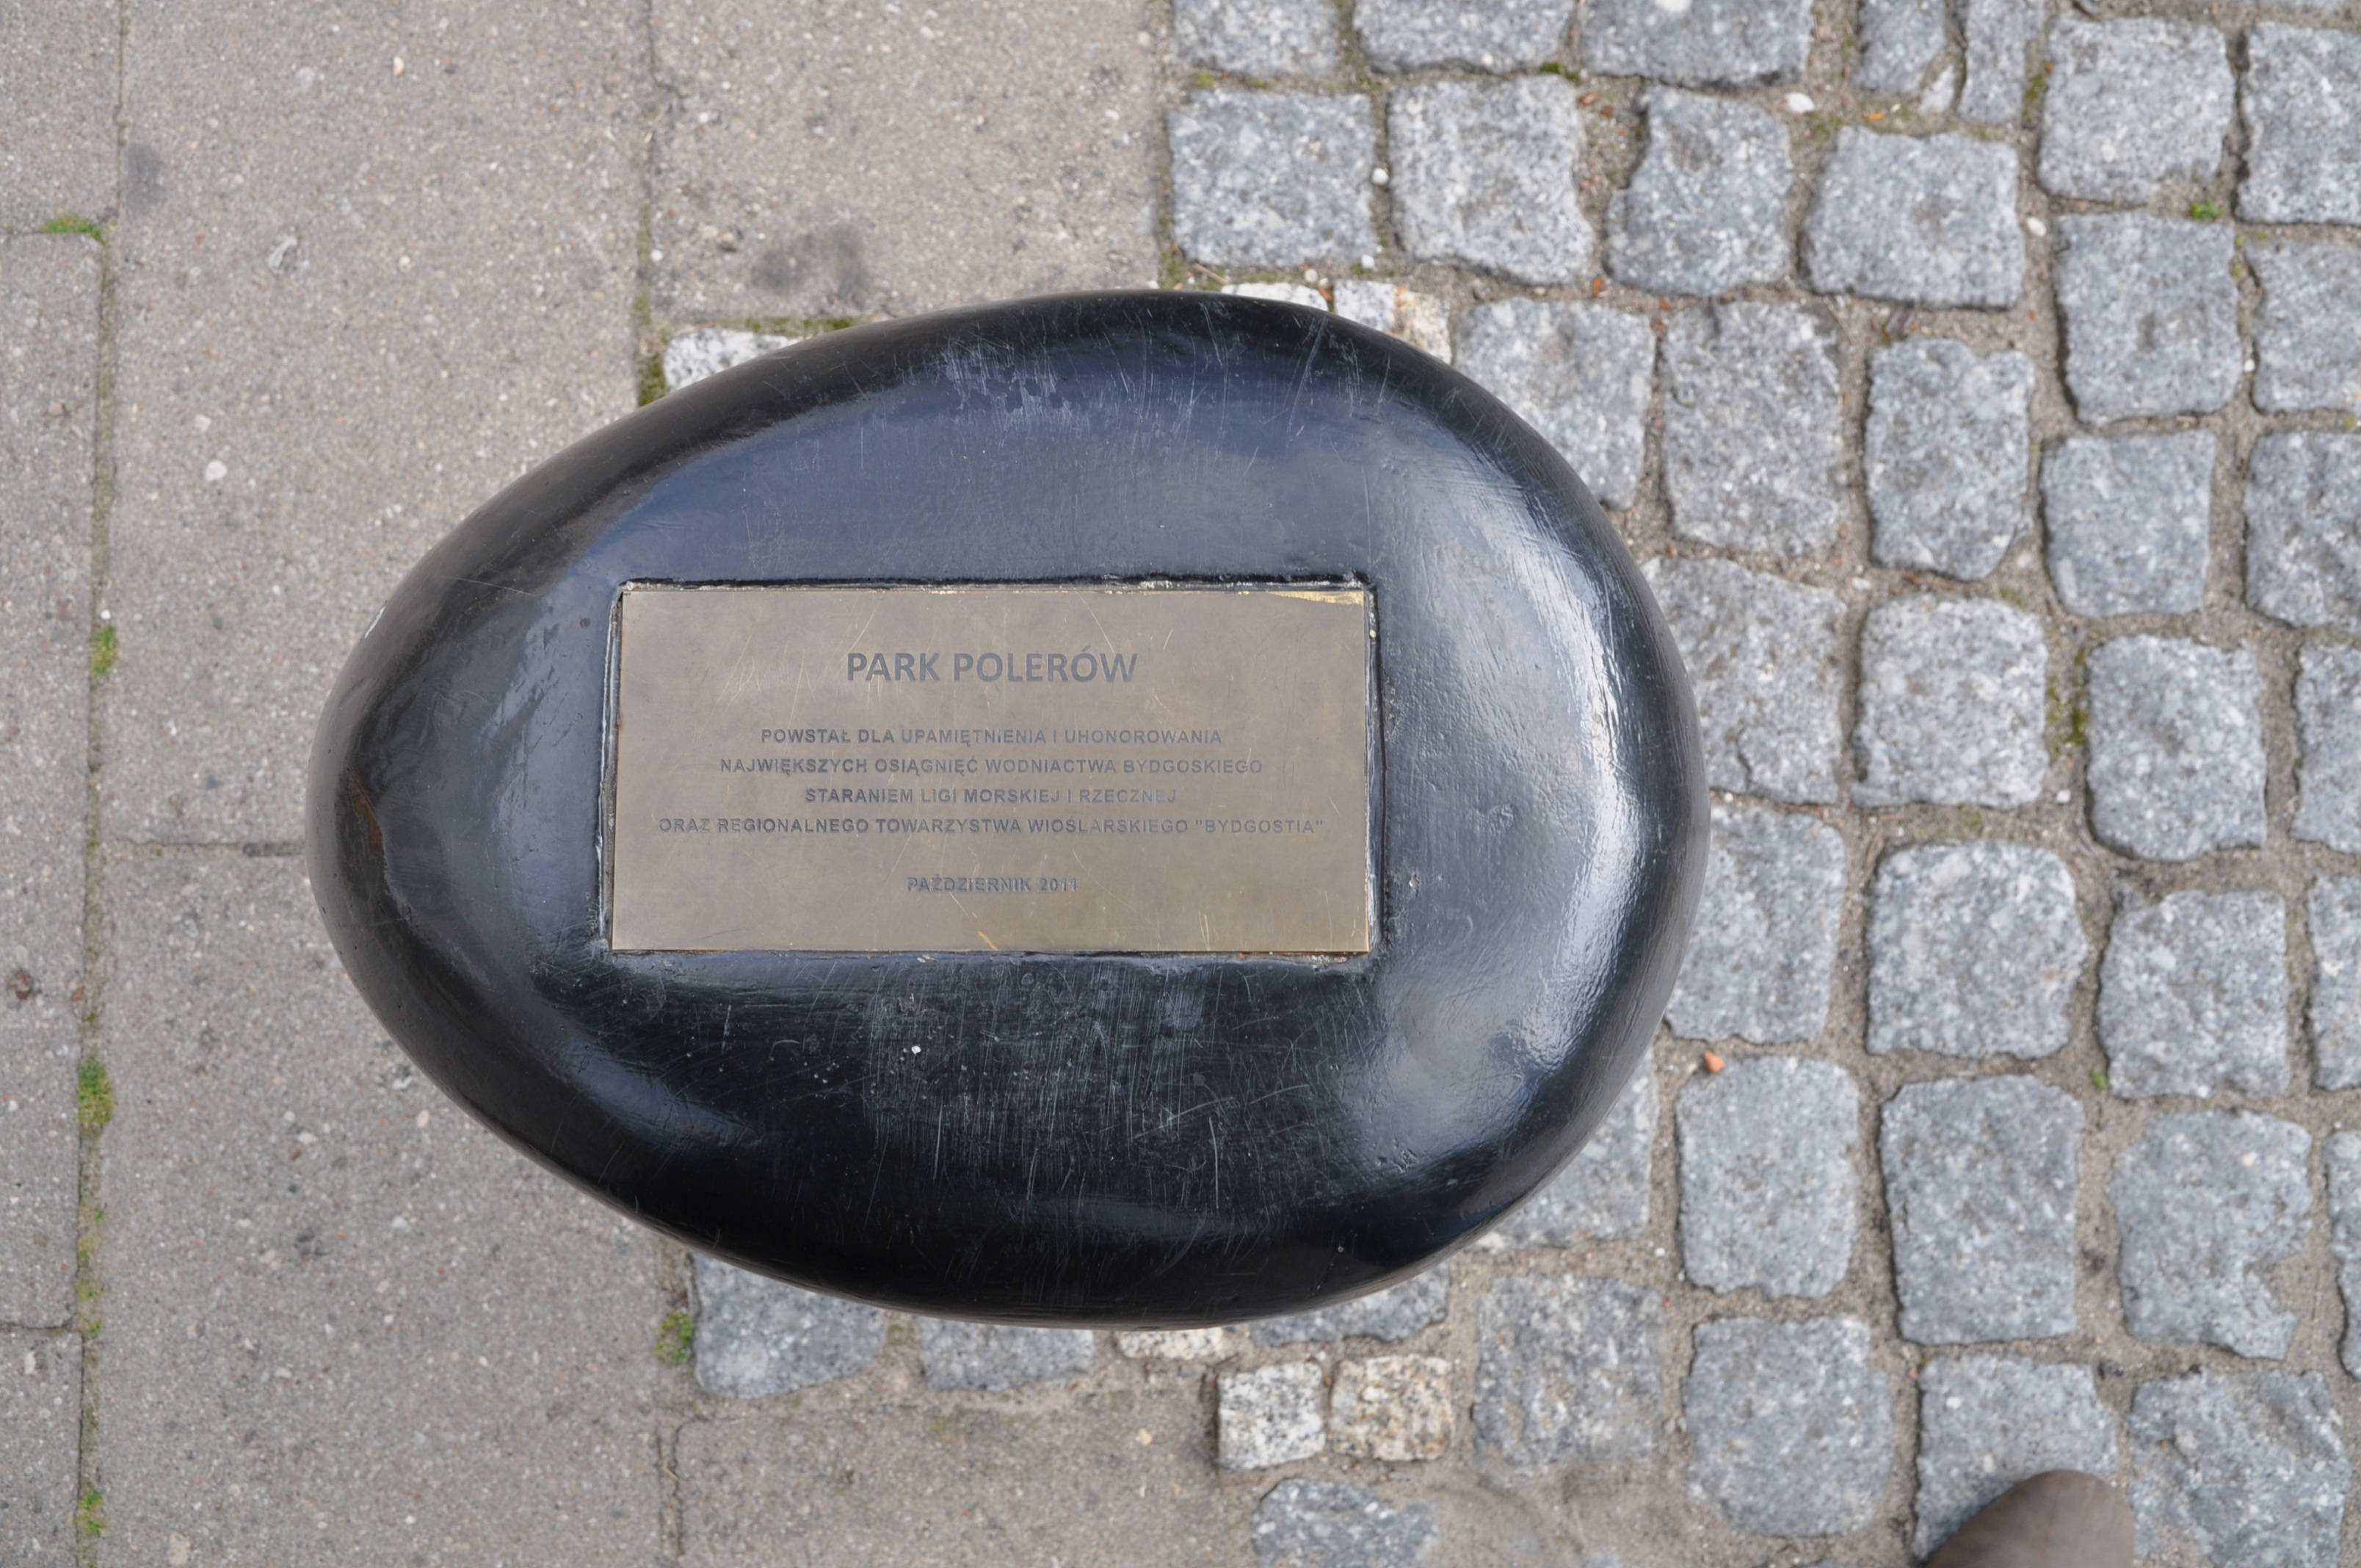 PARK POLERÓW
POWSTAŁ DLA UPAMIĘTNIENIA I UHONOROWANIA
NAJWIĘKSZYCH OSIĄGNIĘĆ WODNIACTWA BYDGOSKIEGO
STARANIEM LIGI MORSKIEJ I RZECZNEJ
ORAZ REGIONALNEGO TOWARZYSTWA WIOŚLARSKIEGO "BYDGOSTIA".
PAŹDZIERNIK 2011